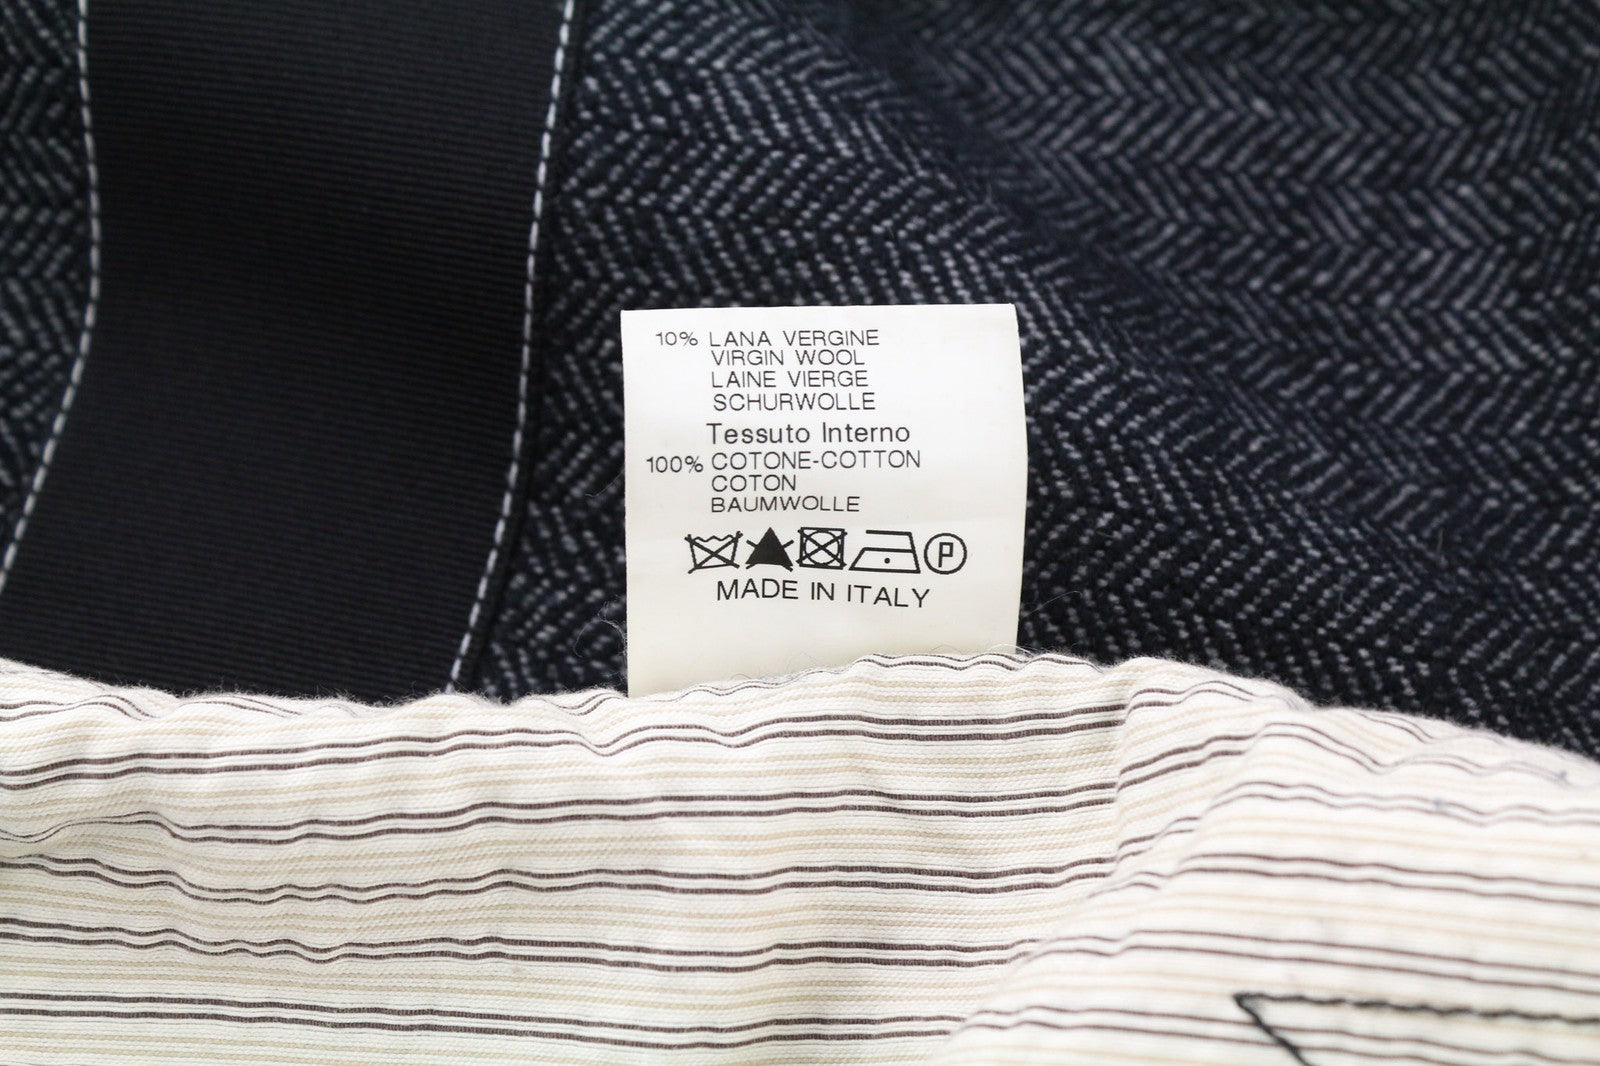 10% LANA VERGINE
VIRGIN WOOL
LAINE VIERGE
SCHURWOLLE
Tessuto Interno
100% COTONE-COTTON
COTON
BAUMWOLLE
P
MADE IN ITALY